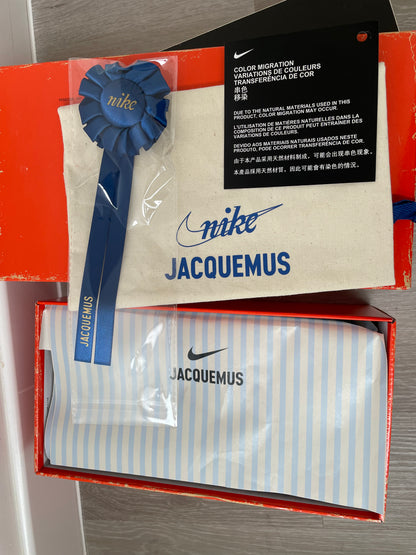 nike
JACQUEMUS
COLOR MIGRATION
VARIATIONS DE COULEURS
TRANSFERÊNCIA DE COR
串色
移染
DUE TO THE NATURAL MATERIALS USED IN THIS
PRODUCT, COLOR MIGRATION MAY OCCUR.
L'UTILISATION DE MATIÈRES NATURELLES DANS LA
COMPOSITION DE CE PRODUIT PEUT ENTRAÎNER DES
VARIATIONS DE COULEURS.
DEVIDO AOS MATERIAIS NATURAIS USADOS NESTE
PRODUTO, PODE OCORRER TRANSFERÊNCIA DE COR.
由于本产品采用天然材料制成，可能会出现串色现象。
本產品採用天然材質，因此可能會有染色的情況。
nike
JACQUEMUS
JACQUEMUS